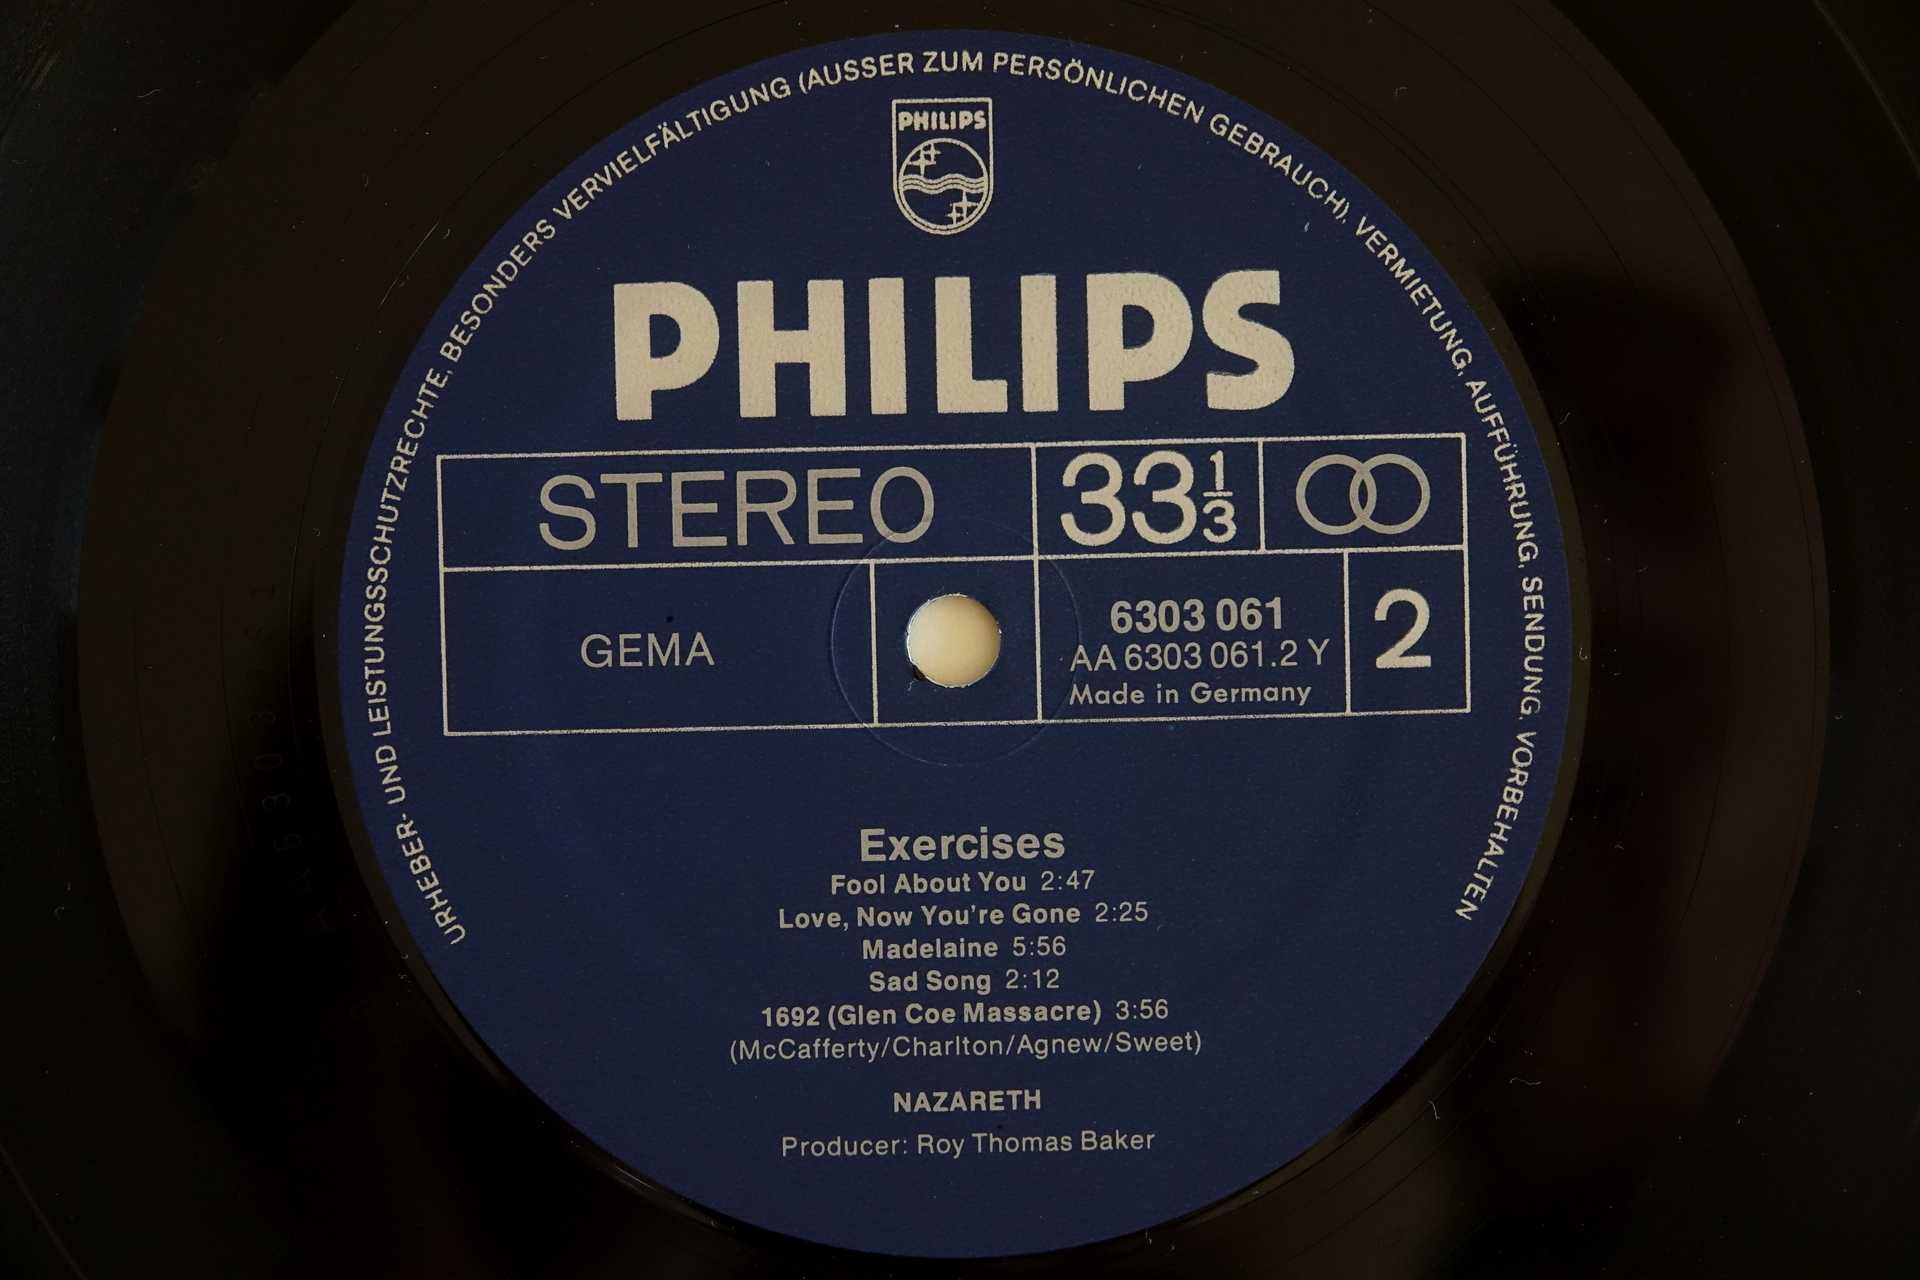 URHEBER- UND LEISTUNGSSCHUTZRECHTE, BESONDERS VERVIELFÄLTIGUNG (AUSSER ZUM PERSÖNLICHEN GEBRAUCH), VERMIETUNG, AUFFÜHRUNG, SENDUNG, VORBEHALTEN
PHILIPS
PHILIPS
STEREO 33 1/3
GEMA
6303 061
AA 6303 061.2 Y
Made in Germany
2
Exercises
Fool About You 2:47
Love, Now You're Gone 2:25
Madelaine 5:56
Sad Song 2:12
1692 (Glen Coe Massacre) 3:56
(McCafferty/Charlton/Agnew/Sweet)
NAZARETH
Producer: Roy Thomas Baker